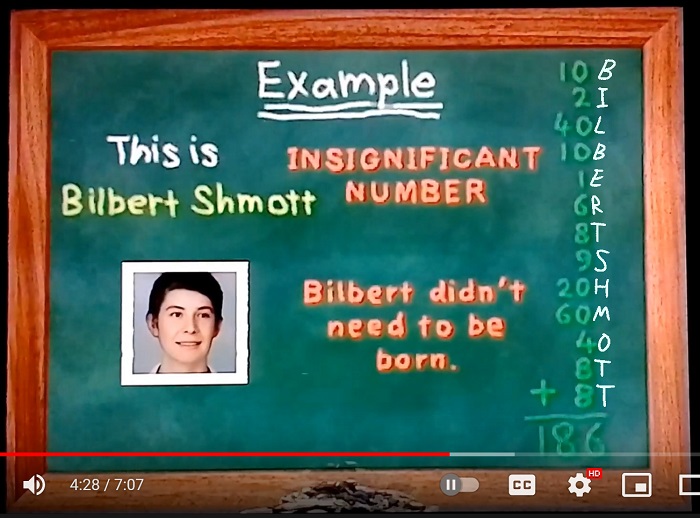 Example
This is
Bilbert Shmott
INSIGNIFICANT
NUMBER
Bilbert didn't
need to be
born.
10 B
2 I
40 L
10 B
1 E
6 R
8 T
9 S
20 H
60 M
4 O
8 T
+ 8 T
186
4:28 / 7:07
CC
HD